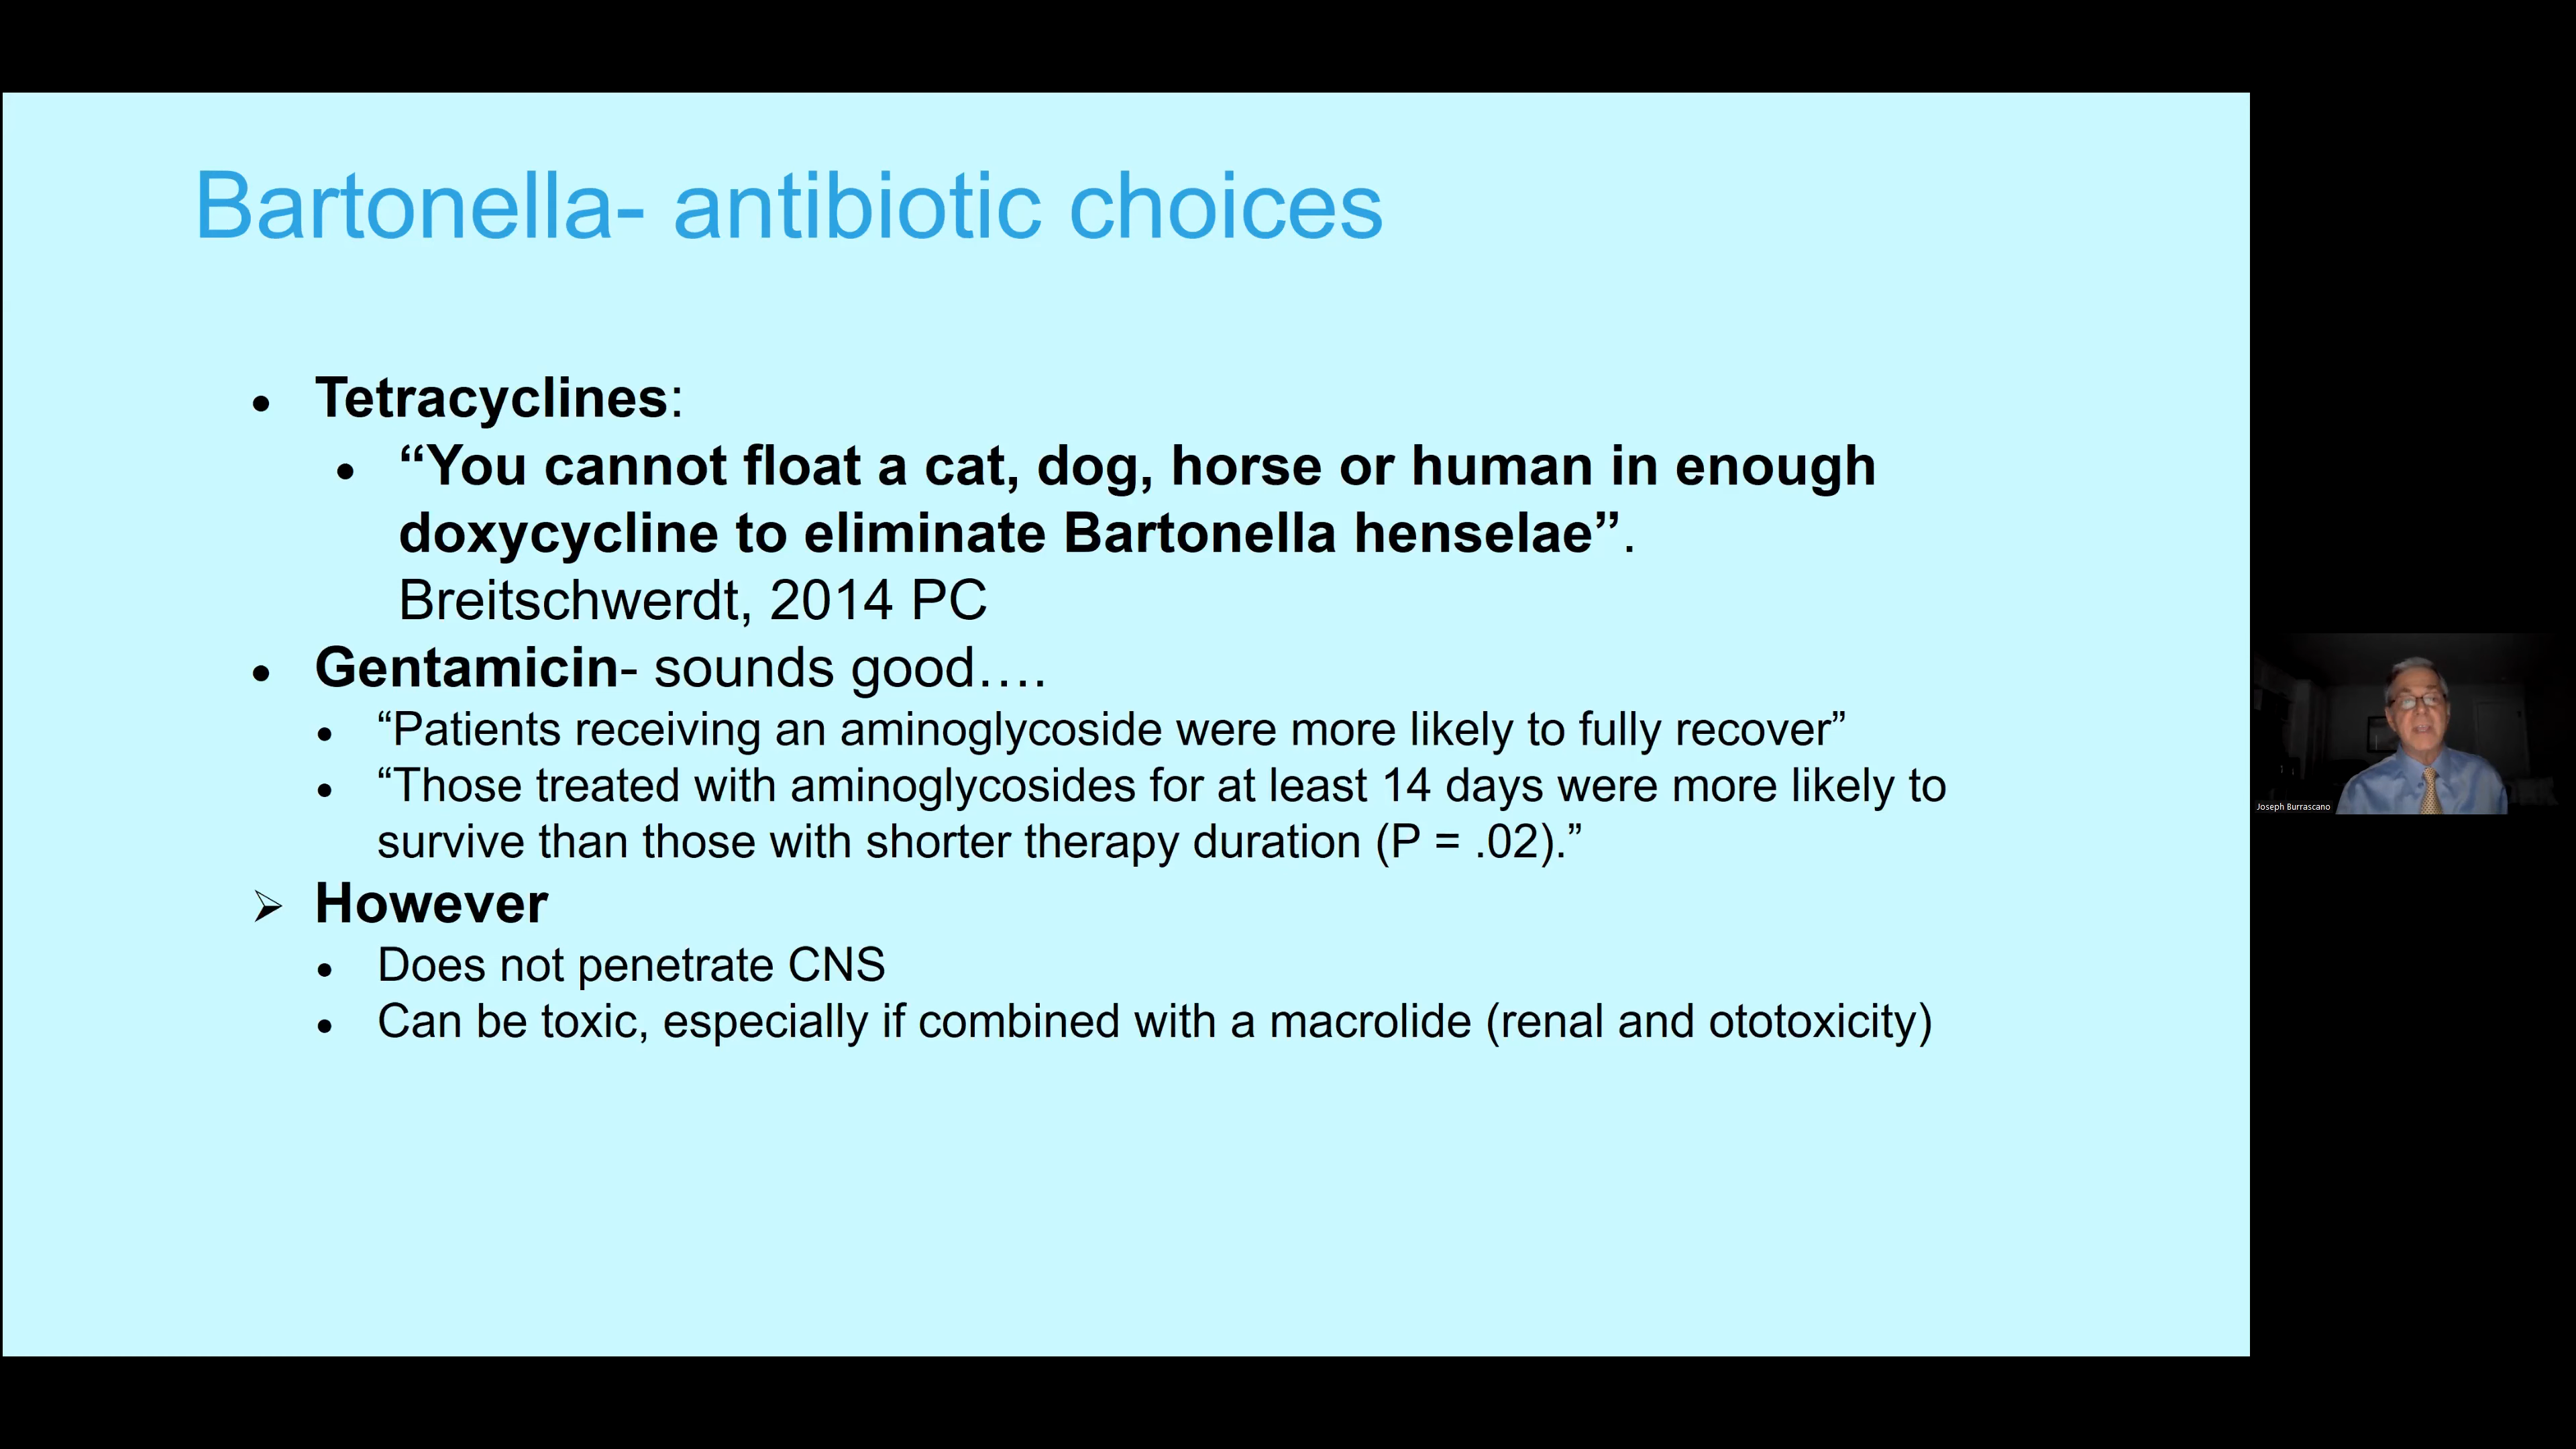 Bartonella- antibiotic choices
• Tetracyclines:
• “You cannot float a cat, dog, horse or human in enough
doxycycline to eliminate Bartonella henselae”.
Breitschwerdt, 2014 PC
• Gentamicin- sounds good….
• “Patients receiving an aminoglycoside were more likely to fully recover”
• “Those treated with aminoglycosides for at least 14 days were more likely to
survive than those with shorter therapy duration (P = .02).”
➢ However
• Does not penetrate CNS
• Can be toxic, especially if combined with a macrolide (renal and ototoxicity)
Joseph Burrascano